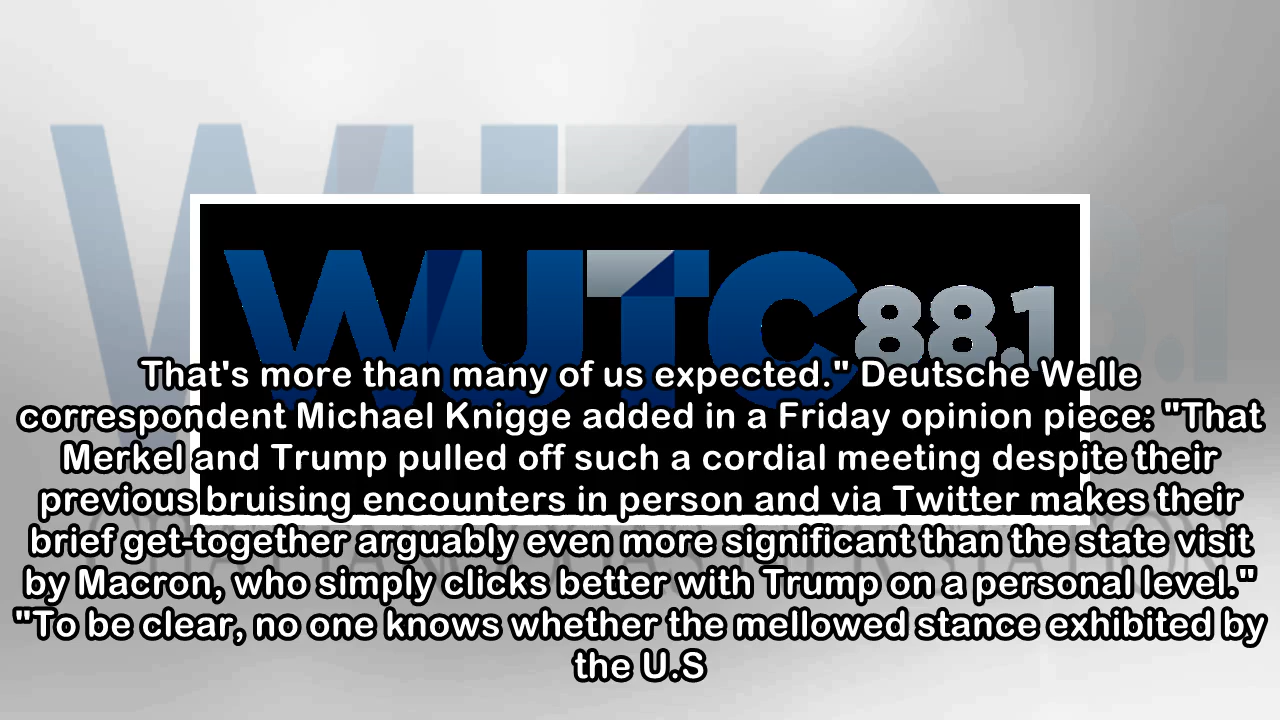 WUTC 88.1
That's more than many of us expected." Deutsche Welle
correspondent Michael Knigge added in a Friday opinion piece: "That
Merkel and Trump pulled off such a cordial meeting despite their
previous bruising encounters in person and via Twitter makes their
brief get-together arguably even more significant than the state visit
by Macron, who simply clicks better with Trump on a personal level."
"To be clear, no one knows whether the mellowed stance exhibited by
the U.S